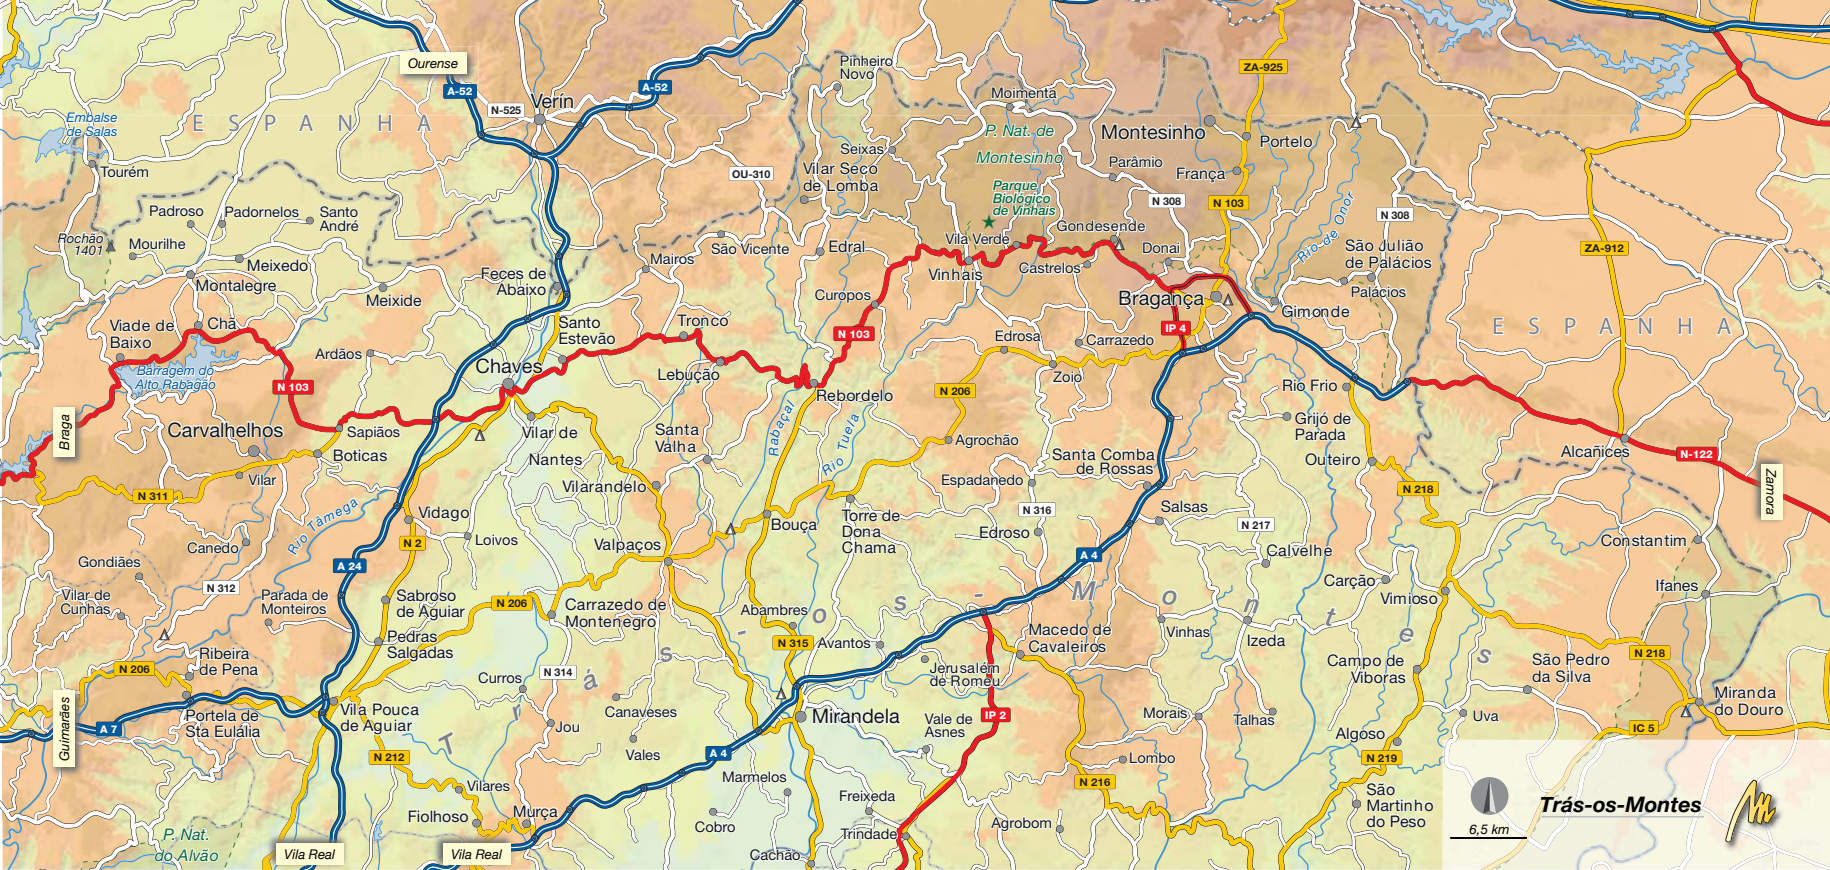 Ourense
A-52
N-525
Verín
A-52
Pinheiro
Novo
Moimenta
ZA-925
Embalse
de Salas
E S P A N H A
P. Nat. de
Montesinho
Montesinho
Portelo
Tourém
OU-310
Seixas
Vilar Seco
de Lomba
Parâmio
França
Parque
Biológico
de Vinhais
N 308
N 103
N 308
Padroso
Padornelos
Santo
André
Rochão
1401
Mourilhe
Meixedo
Montalegre
Meixide
Feces de
Abaixo
Mairos
São Vicente
Edral
Vila Verde
Gondesende
Donai
Vinhais
Castrelos
Rio de Onor
São Julião
de Palácios
Palácios
ZA-912
Curopos
Bragança
Gimonde
E S P A N H A
Viade de
Baixo
Chã
Santo
Estevão
Tronco
N 103
IP 4
Edrosa
Carrazedo
Ardãos
Chaves
Lebução
Zoio
Barragem do
Alto Rabagão
N 103
Rebordelo
N 206
Rio Frio
Braga
Carvalhelhos
Sapiãos
Boticas
Vilar de
Nantes
Santa
Valha
Rabaçal
Rio Tuela
Agrochão
Grijó de
Parada
Santa Comba
de Rossas
Outeiro
Alcañices
N-122
Zamora
Vilar
N 311
Vilarandelo
Espadanedo
N 218
Rio Tâmega
Vidago
N 2
Loivos
Bouça
Torre de
Dona
Chama
N 316
Salsas
N 217
Edroso
Canedo
Valpaços
A 4
Calvelhe
Constantim
Gondiães
A 24
N 312
Vilar de
Cunhas
Parada de
Monteiros
Sabroso
de Aguiar
N 206
Carrazedo de
Montenegro
Carção
Vimioso
Ifanes
Abambres
N 315
Avantos
T r á s - o s - M o n t e s
Macedo de
Cavaleiros
Vinhas
Izeda
Pedras
Salgadas
Ribeira
de Pena
N 206
Jerusalém
de Romeu
Campo de
Víboras
São Pedro
da Silva
N 218
N 314
Curros
Canaveses
Guimarães
A 7
Portela de
Sta Eulália
Vila Pouca
de Aguiar
Jou
Mirandela
Vale de
Asnes
IP 2
Morais
Talhas
Uva
Miranda
do Douro
IC 5
Algoso
Vales
A 4
N 212
Marmelos
Lombo
N 219
N 216
Vilares
Fiolhoso
Murça
Freixeda
Cobro
Trindade
Agrobom
São
Martinho
do Peso
P. Nat.
do Alvão
Vila Real
Vila Real
Cachão
6,5 km
Trás-os-Montes